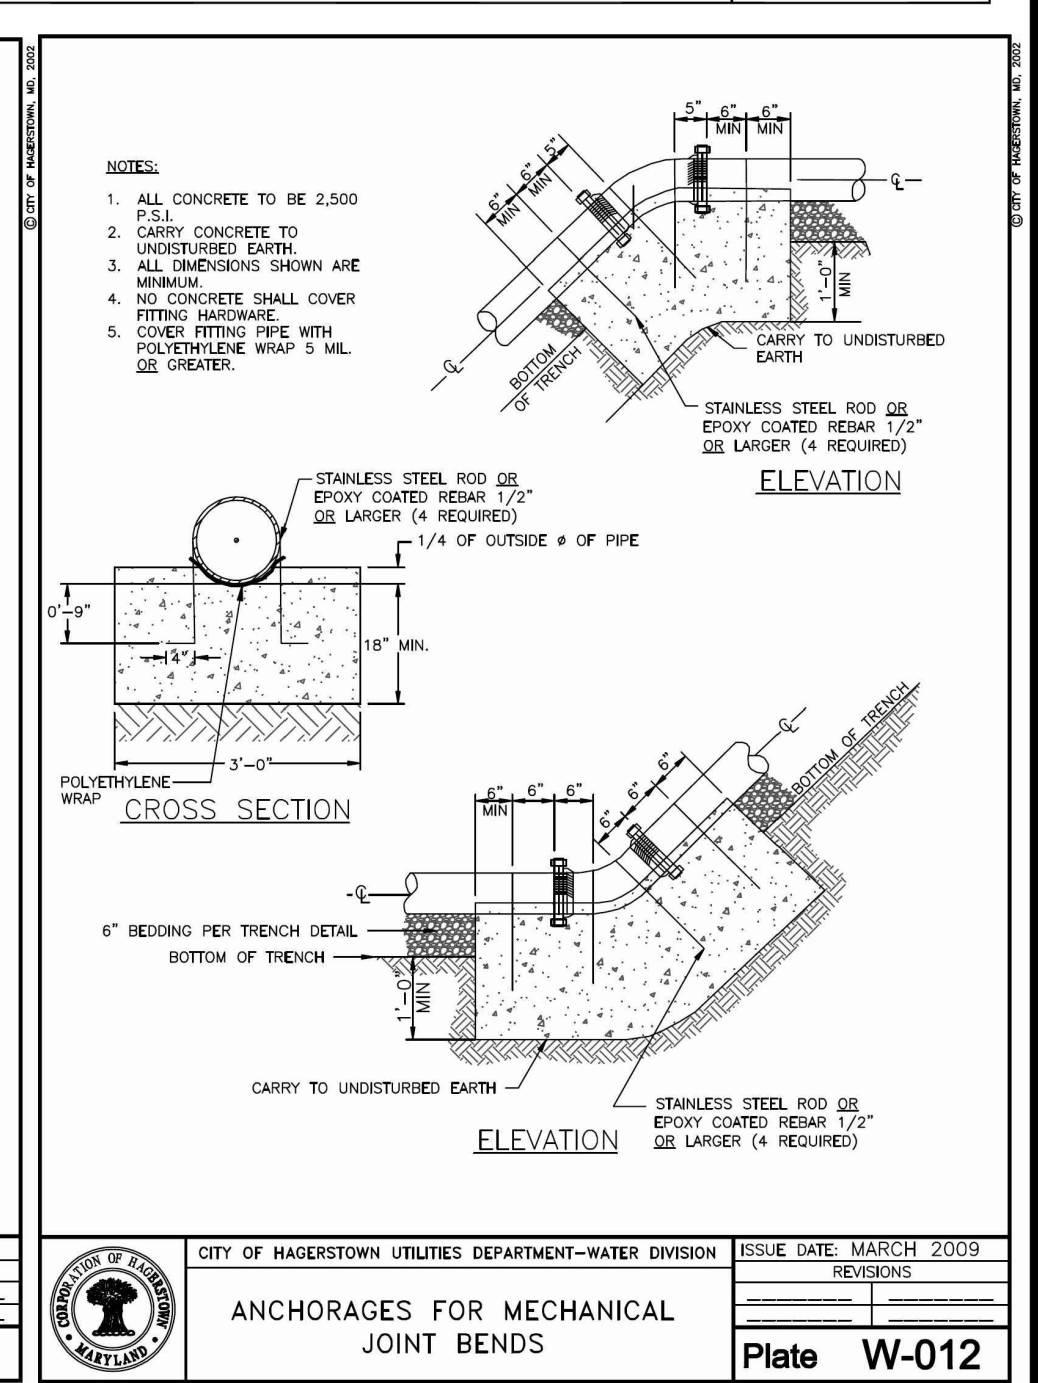 © CITY OF HAGERSTOWN, MD, 2002
© CITY OF HAGERSTOWN, MD, 2002
NOTES:
1. ALL CONCRETE TO BE 2,500
P.S.I.
2. CARRY CONCRETE TO
UNDISTURBED EARTH.
3. ALL DIMENSIONS SHOWN ARE
MINIMUM.
4. NO CONCRETE SHALL COVER
FITTING HARDWARE.
5. COVER FITTING PIPE WITH
POLYETHYLENE WRAP 5 MIL.
OR GREATER.
5" 6" 6"
MIN MIN
5"
6"
MIN
6"
MIN
℄
1'-0"
MIN
℄
BOTTOM
OF TRENCH
CARRY TO UNDISTURBED
EARTH
STAINLESS STEEL ROD OR
EPOXY COATED REBAR 1/2"
OR LARGER (4 REQUIRED)
ELEVATION
STAINLESS STEEL ROD OR
EPOXY COATED REBAR 1/2"
OR LARGER (4 REQUIRED)
1/4 OF OUTSIDE ø OF PIPE
0'-9"
18" MIN.
4"
3'-0"
POLYETHYLENE
WRAP
CROSS SECTION
℄
BOTTOM OF TRENCH
6" 6" 6"
MIN
6"
6"
6"
℄
6" BEDDING PER TRENCH DETAIL
BOTTOM OF TRENCH
1'-0"
MIN
CARRY TO UNDISTURBED EARTH
STAINLESS STEEL ROD OR
EPOXY COATED REBAR 1/2"
OR LARGER (4 REQUIRED)
ELEVATION
CORPORATION OF HAGERSTOWN
MARYLAND
CITY OF HAGERSTOWN UTILITIES DEPARTMENT-WATER DIVISION
ANCHORAGES FOR MECHANICAL
JOINT BENDS
ISSUE DATE: MARCH 2009
REVISIONS
Plate W-012